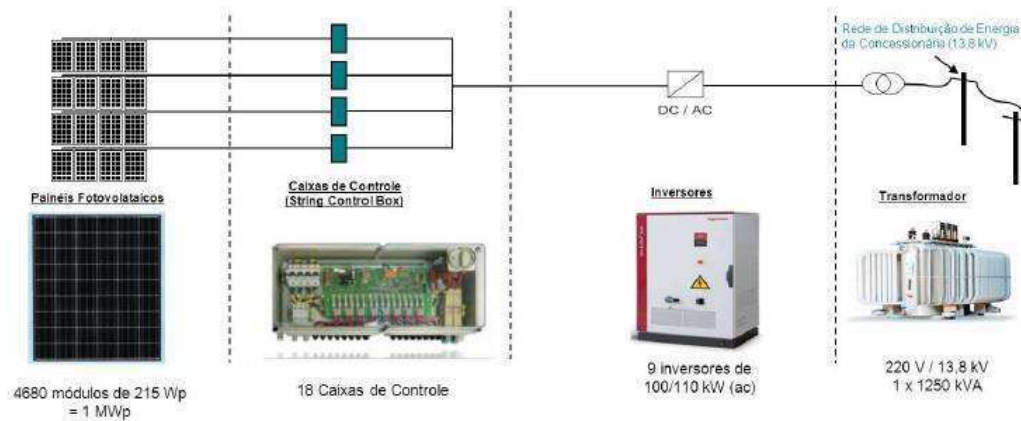 Rede de Distribuição de Energia
da Concessionária (13,8 kV)
DC / AC
Painéis Fotovolataicos
Caixas de Controle
(String Control Box)
Inversores
Transformador
4680 módulos de 215 Wp
= 1 MWp
18 Caixas de Controle
9 inversores de
100/110 kW (ac)
220 V / 13,8 kV
1 x 1250 kVA